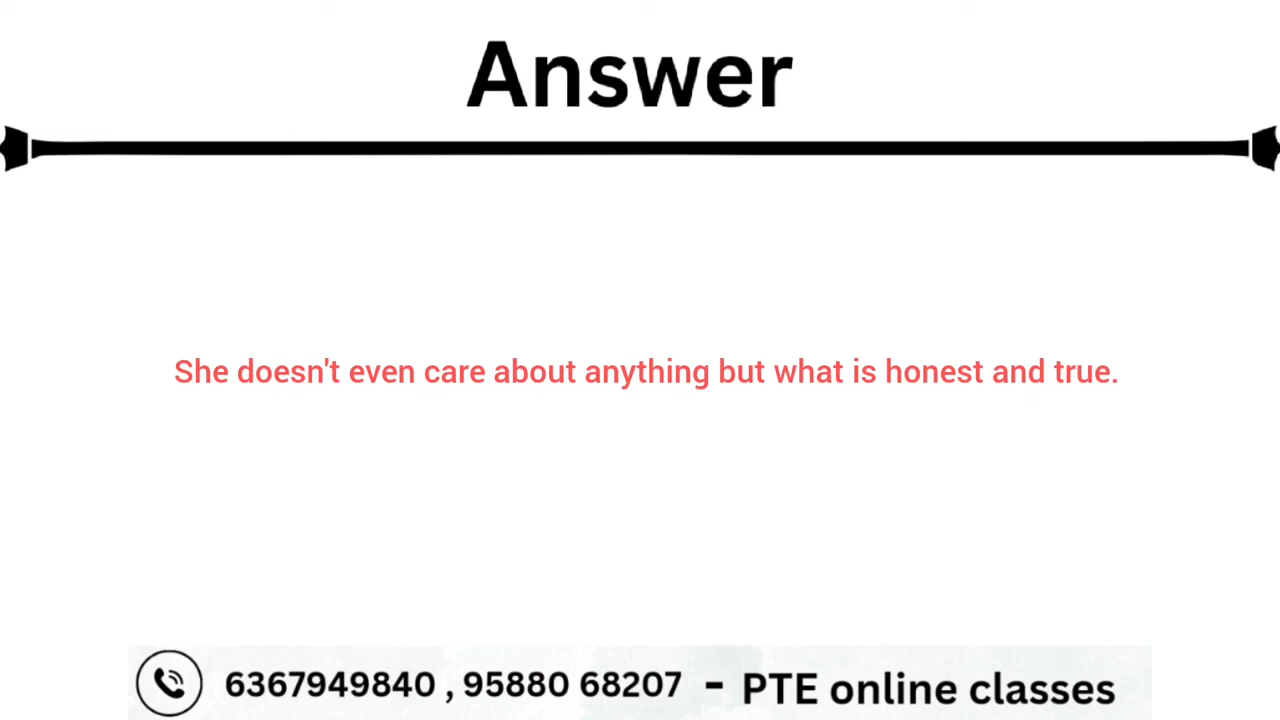 Answer
She doesn't even care about anything but what is honest and true.
6367949840 , 95880 68207 - PTE online classes